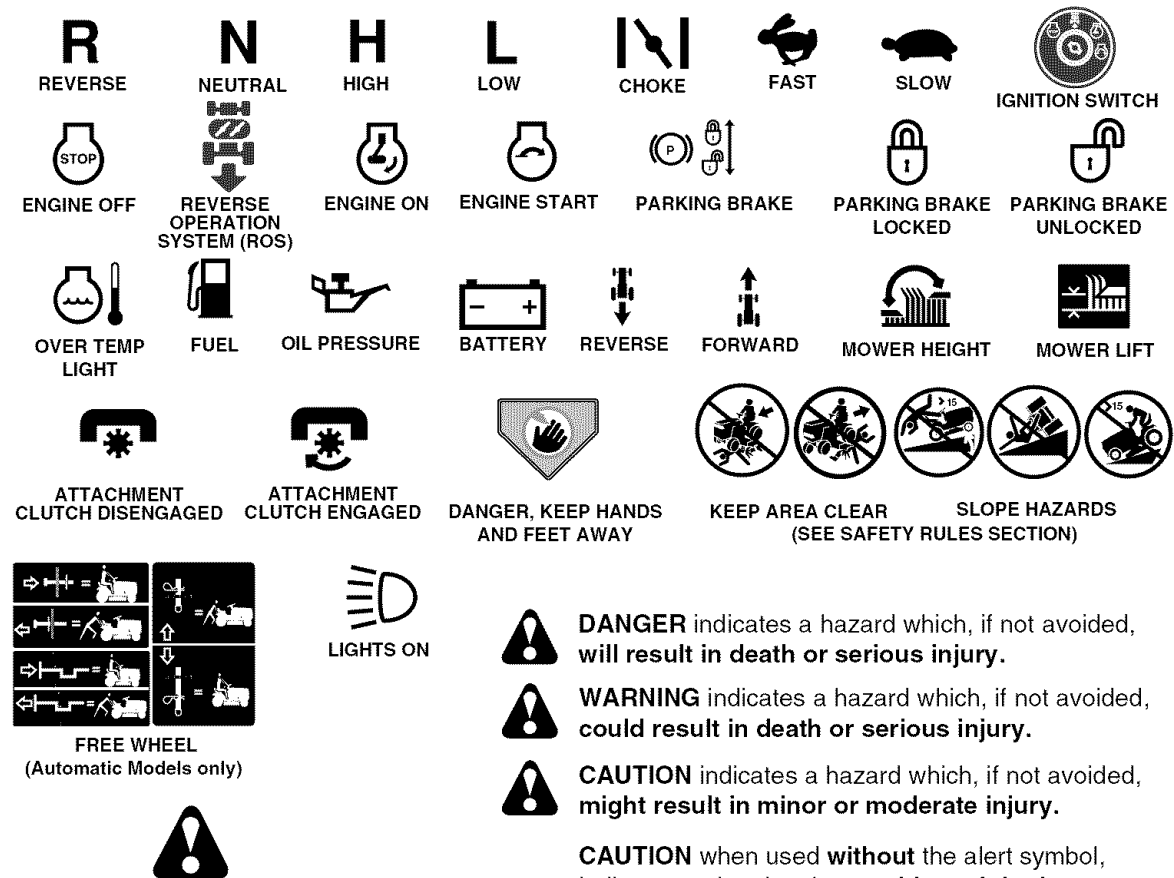 R
N
H
L
REVERSE
NEUTRAL
HIGH
LOW
CHOKE
FAST
SLOW
IGNITION SWITCH
STOP
P
ENGINE OFF
REVERSE
OPERATION
SYSTEM (ROS)
ENGINE ON
ENGINE START
PARKING BRAKE
PARKING BRAKE
LOCKED
PARKING BRAKE
UNLOCKED
OVER TEMP
LIGHT
FUEL
OIL PRESSURE
- +
BATTERY
REVERSE
FORWARD
MOWER HEIGHT
MOWER LIFT
15
15
ATTACHMENT
CLUTCH DISENGAGED
ATTACHMENT
CLUTCH ENGAGED
DANGER, KEEP HANDS
AND FEET AWAY
KEEP AREA CLEAR
SLOPE HAZARDS
(SEE SAFETY RULES SECTION)
FREE WHEEL
(Automatic Models only)
LIGHTS ON
DANGER indicates a hazard which, if not avoided,
will result in death or serious injury.
WARNING indicates a hazard which, if not avoided,
could result in death or serious injury.
CAUTION indicates a hazard which, if not avoided,
might result in minor or moderate injury.
CAUTION when used without the alert symbol,